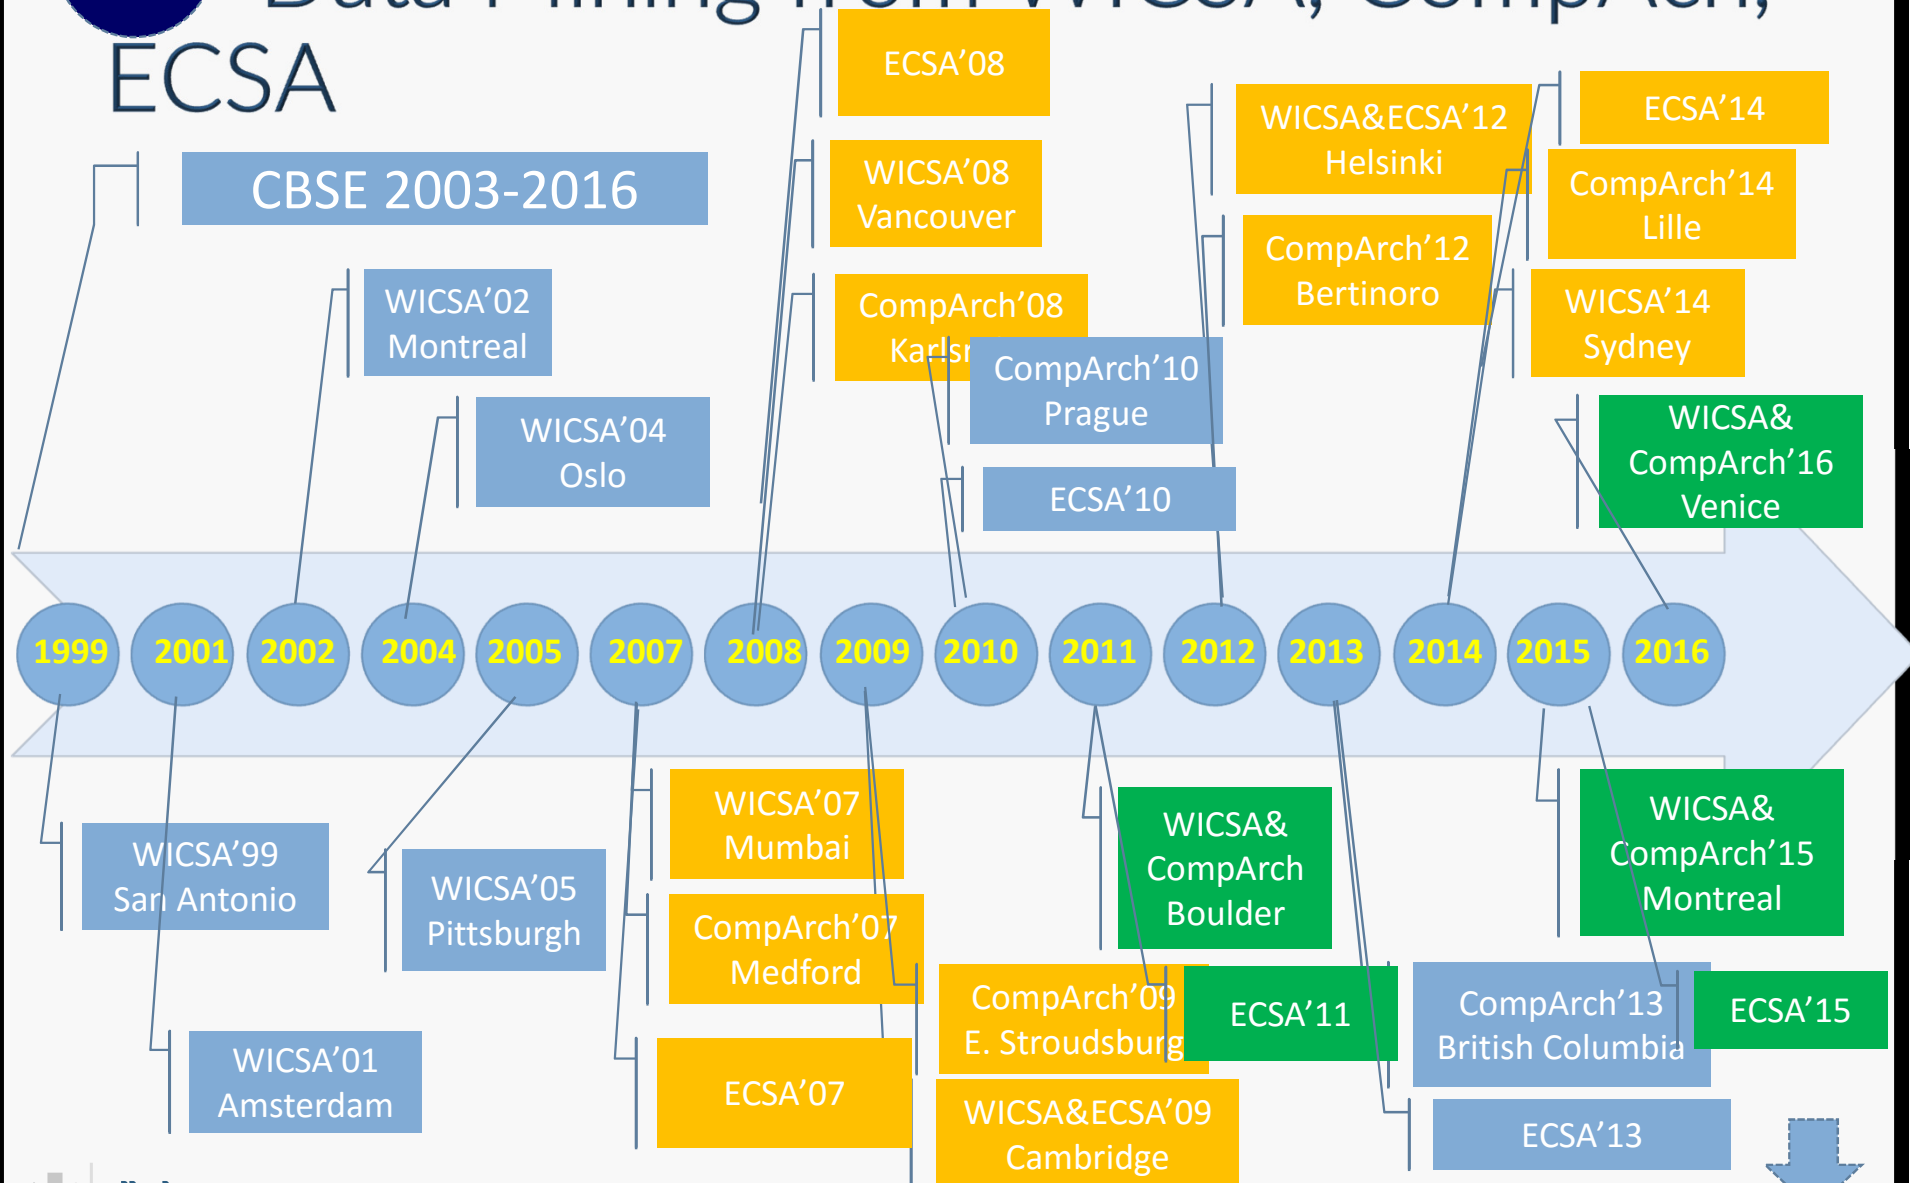 Data Mining from WICSA, CompAch,
ECSA
ECSA’08
WICSA&ECSA’12
Helsinki
ECSA’14
CBSE 2003-2016
WICSA’08
Vancouver
CompArch’14
Lille
CompArch’12
Bertinoro
WICSA’02
Montreal
CompArch’08
WICSA’14
Sydney
CompArch’10
Prague
WICSA’04
Oslo
ECSA’10
WICSA&
CompArch’16
Venice
1999 2001 2002 2004 2005 2007 2008 2009 2010 2011 2012 2013 2014 2015 2016
WICSA’99
San Antonio
WICSA’05
Pittsburgh
WICSA’07
Mumbai
WICSA&
CompArch
Boulder
WICSA&
CompArch’15
Montreal
CompArch’07
Medford
CompArch’09
E. Stroudsburg
ECSA’11
CompArch’13
British Columbia
ECSA’15
WICSA’01
Amsterdam
ECSA’07
WICSA&ECSA’09
Cambridge
ECSA’13